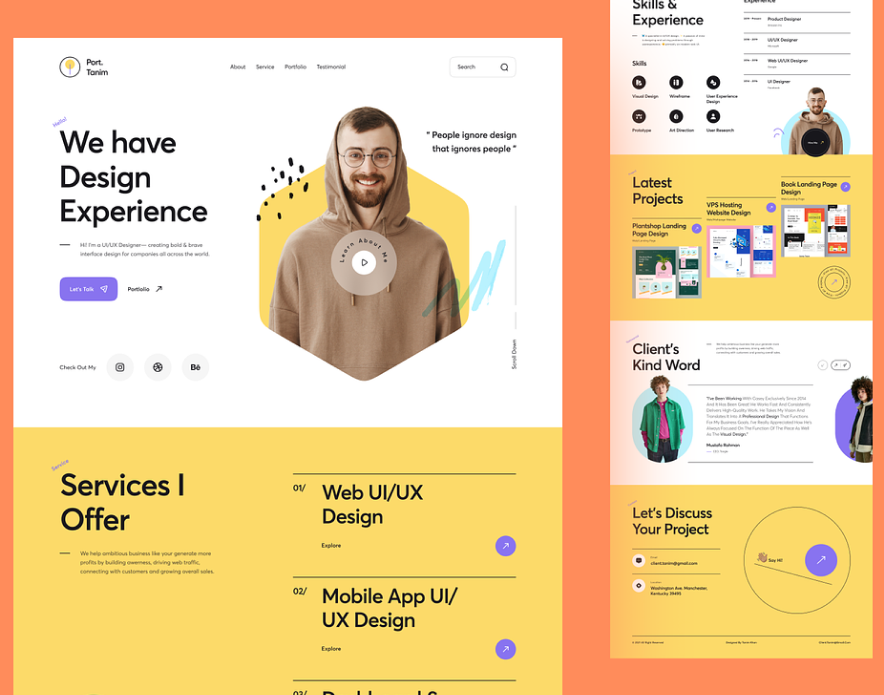 Port.
Tanim
About
Service
Portfolio
Testimonial
Search
Hello!
We have
Design
Experience
" People ignore design
that ignores people "
Hi! I'm a UI/UX Designer— creating bold & brave
interface design for companies all across the world.
Learn About Me
Let's Talk
Portfolio
Check Out My
Bē
Scroll Down
Service
Services I
Offer
We help ambitious business like your generate more
profits by building awerness, driving web traffic,
connecting with customers and growing overall sales.
01/
Web UI/UX
Design
Explore
02/
Mobile App UI/
UX Design
Explore
Skills &
Experience
Experience
Product Designer
UI/UX Designer
Web UI/UX Designer
UI Designer
Skills
Visual Design
Wireframe
User Experience
Design
Prototype
Art Direction
User Research
Latest
Projects
Plantshop Landing
Page Design
VPS Hosting
Website Design
Book Landing Page
Design
Client's
Kind Word
"I've Been Working With Crazey Exclusively Since 2014
And It Has Been Great! He Works Fast And Consistently
Delivers High Quality Work. He Takes My Vision And
Translates It Into A Professional Design That Functions
For My Business Goals. I've Really Appreciated How He's
Always Focused On The Function Of The Piece As Well
As The Visual Design."
Mustafa Rahman
Let's Discuss
Your Project
Email
client.tanim@gmail.com
Washington Ave. Manchester,
Kentucky 39495
Say Hi!